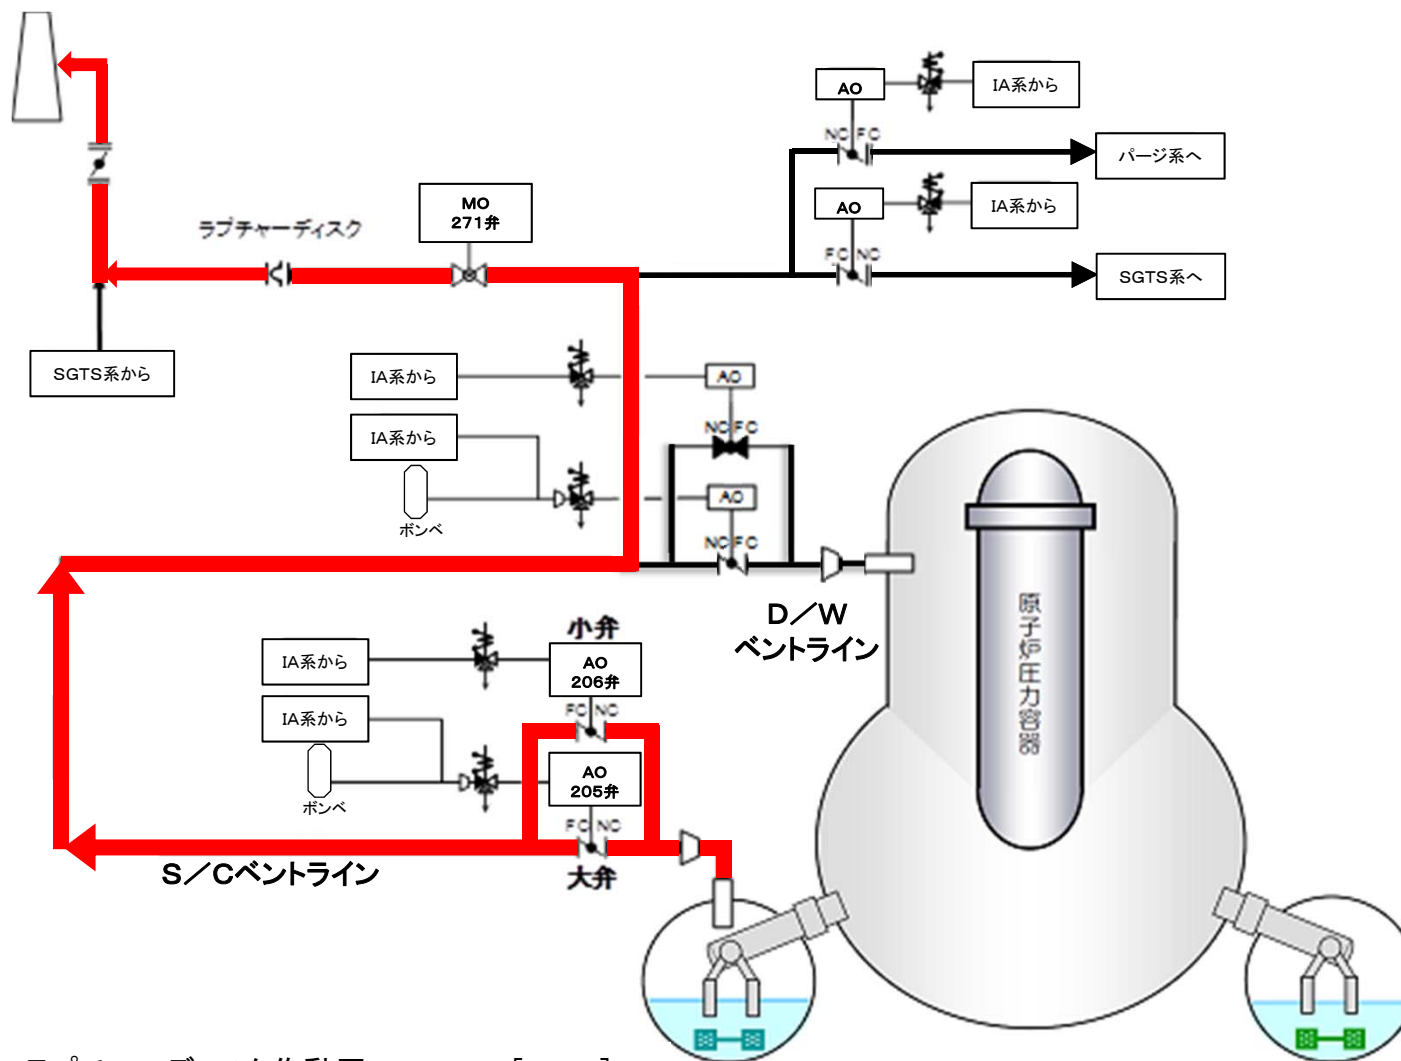 AO
IA系から
NC FC
パージ系へ
AO
IA系から
FC NC
SGTS系へ
MO
271弁
ラプチャーディスク
SGTS系から
IA系から
AO
NC FC
IA系から
AO
ボンベ
NC FC
D/W
ベントライン
原子炉圧力容器
小弁
IA系から
AO
206弁
FC NC
IA系から
AO
205弁
ボンベ
FC NC
大弁
S/Cベントライン